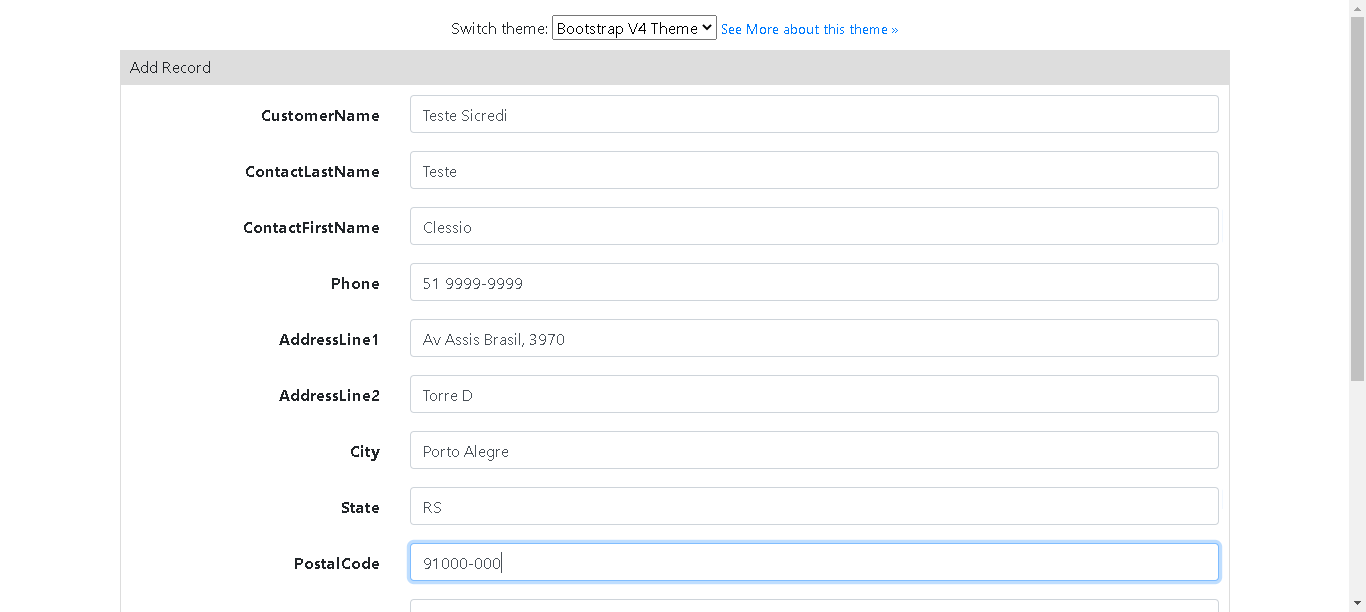 Switch theme: Bootstrap V4 Theme See More about this theme »
Add Record
CustomerName Teste Sicredi
ContactLastName Teste
ContactFirstName Clessio
Phone 51 9999-9999
AddressLine1 Av Assis Brasil, 3970
AddressLine2 Torre D
City Porto Alegre
State RS
PostalCode 91000-000